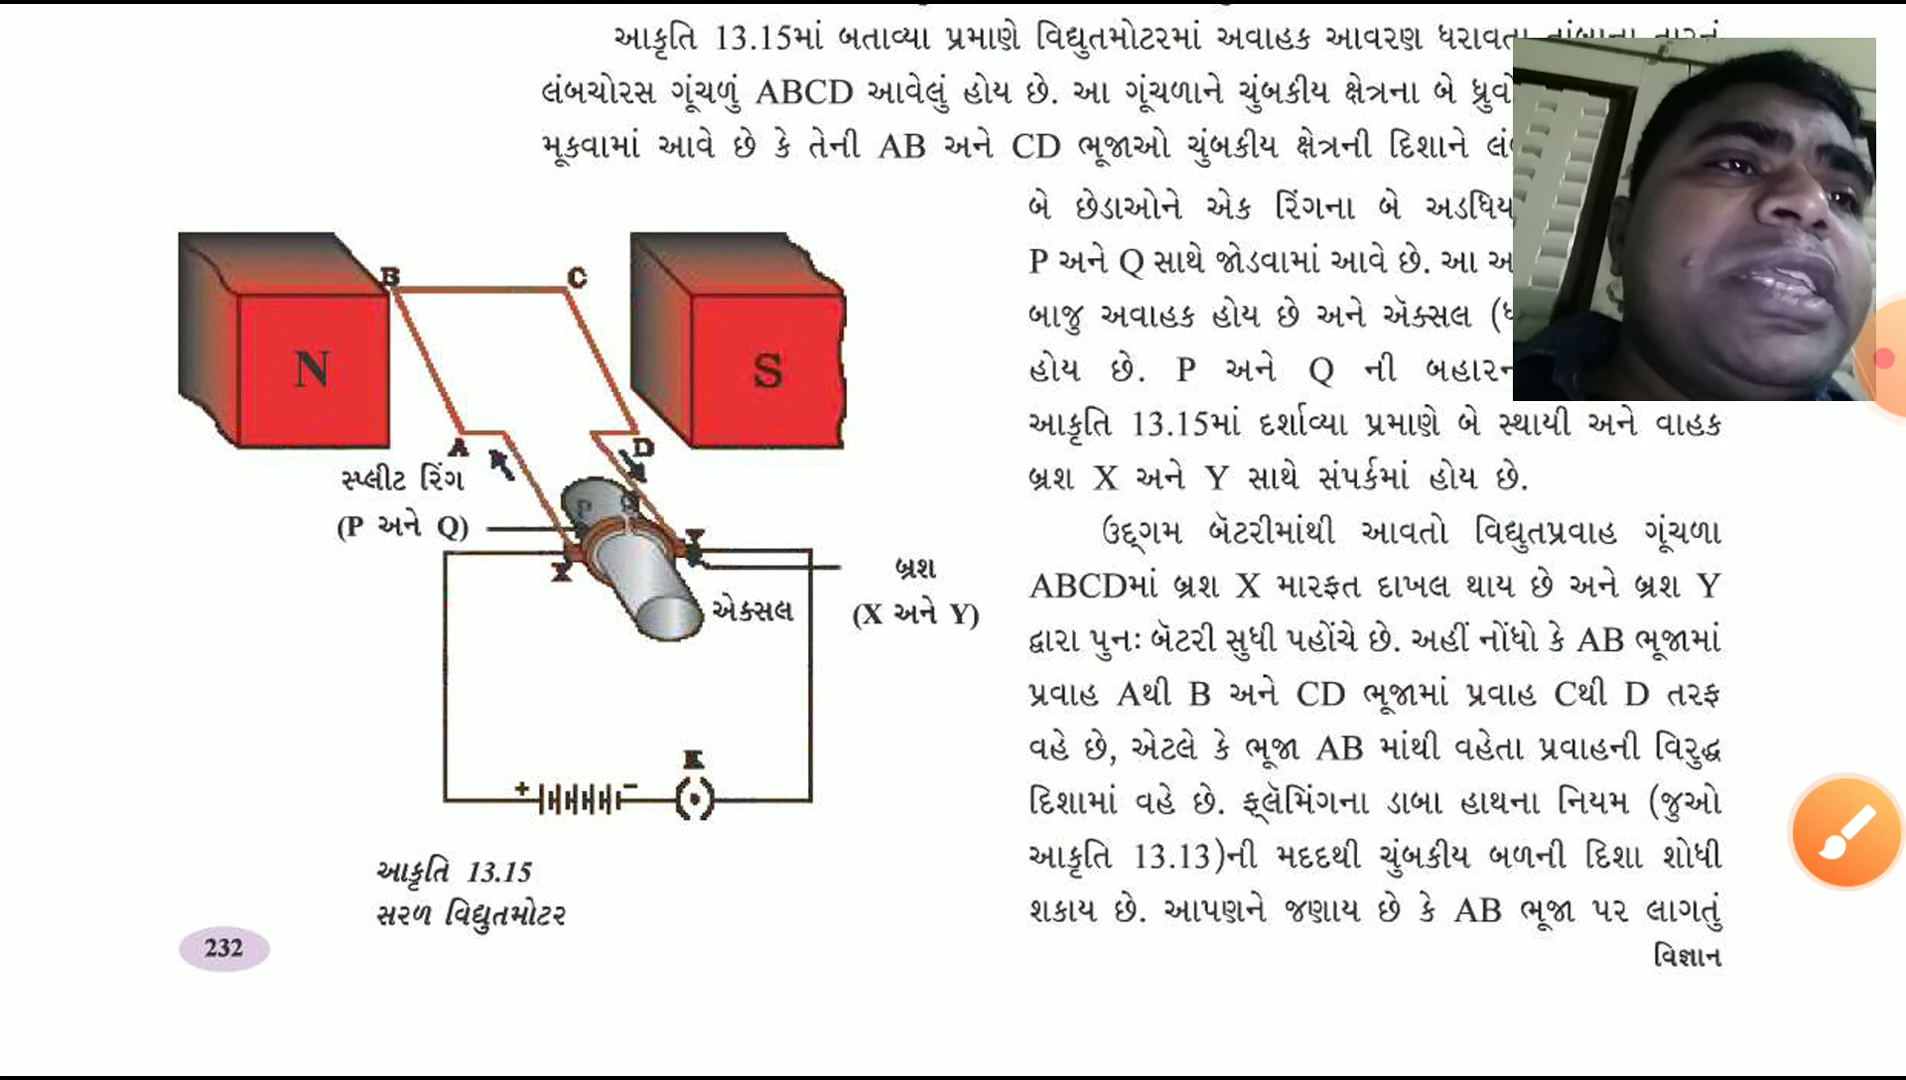 આકૃતિ 13.15માં બતાવ્યા પ્રમાણે વિદ્યુતમોટરમાં અવાહક આવરણ
લંબચોરસ ગૂંચળું ABCD આવેલું હોય છે. આ ગૂંચળાને ચુંબકીય ક્ષેત્રના બે
મૂકવામાં આવે છે કે તેની AB અને CD ભૂજાઓ ચુંબકીય ક્ષેત્રની દિશાને
બે છેડાઓને એક રિંગના બે
P અને Q સાથે જોડવામાં આવે છે. આ
બાજુ અવાહક હોય છે અને ઍક્સલ
હોય છે. P અને Q ની
આકૃતિ 13.15માં દર્શાવ્યા પ્રમાણે બે સ્થાયી અને વાહક
બ્રશ X અને Y સાથે સંપર્કમાં હોય છે.
ઉદ્ગમ બૅટરીમાંથી આવતો વિદ્યુતપ્રવાહ ગૂંચળા
ABCDમાં બ્રશ X મારફત દાખલ થાય છે અને બ્રશ Y
દ્વારા પુનઃ બૅટરી સુધી પહોંચે છે. અહીં નોંધો કે AB ભૂજામાં
પ્રવાહ Aથી B અને CD ભૂજામાં પ્રવાહ Cથી D તરફ
વહે છે, એટલે કે ભૂજા AB માંથી વહેતા પ્રવાહની વિરુદ્ધ
દિશામાં વહે છે. ફ્લૅમિંગના ડાબા હાથના નિયમ (જુઓ
આકૃતિ 13.13)ની મદદથી ચુંબકીય બળની દિશા શોધી
શકાય છે. આપણને જણાય છે કે AB ભૂજા પર લાગતું
B
C
N
S
A
D
સ્પ્લીટ રિંગ
(P અને Q)
P
Q
X
Y
બ્રશ
(X અને Y)
એક્સલ
K
+
−
આકૃતિ 13.15
સરળ વિદ્યુતમોટર
232
વિજ્ઞાન